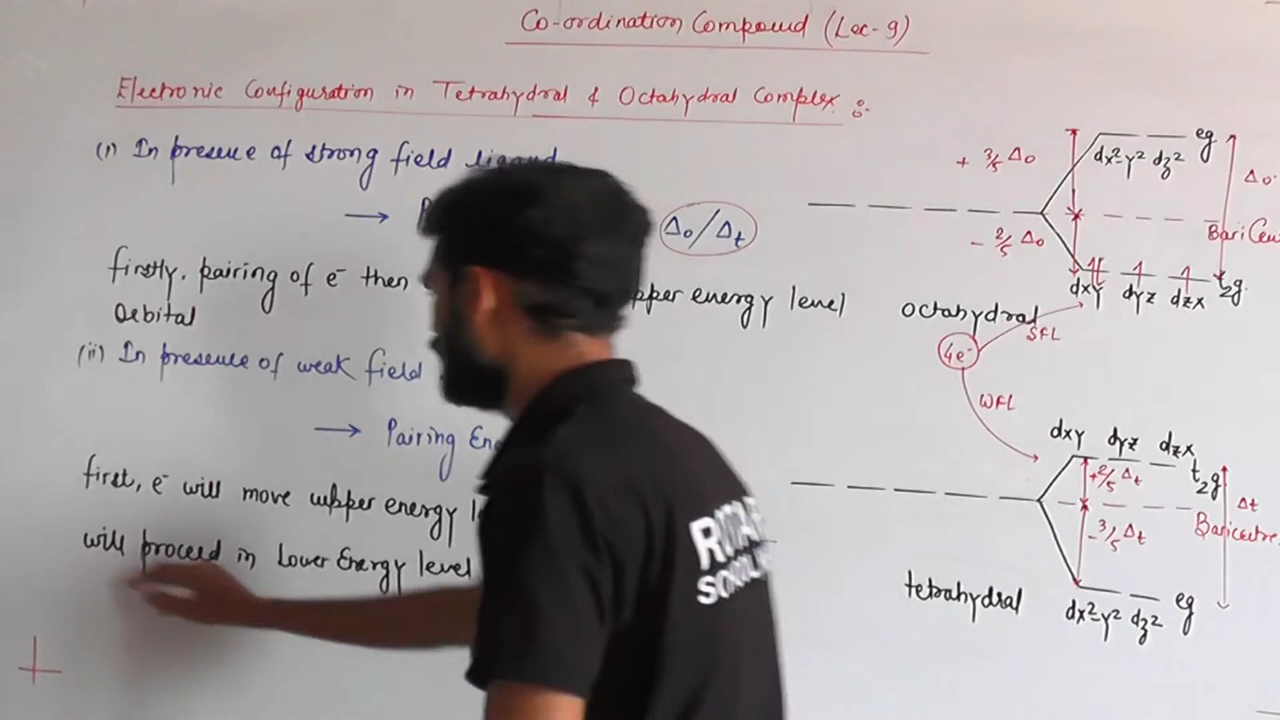 Co-ordination Compound (Lec-9)
Electronic Configuration in Tetrahydral & Octahydral Complex :-
(i) In presence of strong field ligand
→
Δo/Δt
firstly, pairing of e⁻ then upper energy level
Orbital
(ii) In presence of weak field
→ Pairing
first, e⁻ will move upper energy
will proceed in Lower Energy level
+ 3/5 Δo
- 2/5 Δo
eg
dx²-y² dz²
Δo
t2g
dxy dyz dzx
octahydral
SFL
4e⁻
WFL
dxy dyz dzx
t2g
+2/5 Δt
Δt
Baricentre
-3/5 Δt
tetrahydral
eg
dx²-y² dz²